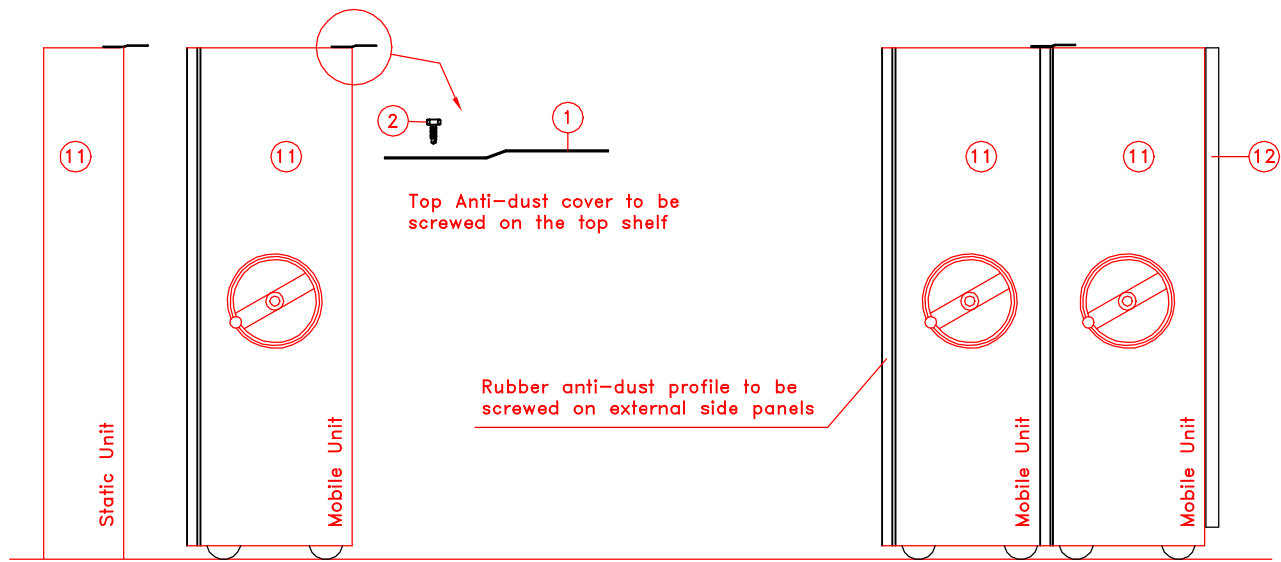 2
1
11
11
11
11
12
Top Anti-dust cover to be
screwed on the top shelf
Rubber anti-dust profile to be
screwed on external side panels
Static Unit
Mobile Unit
Mobile Unit
Mobile Unit